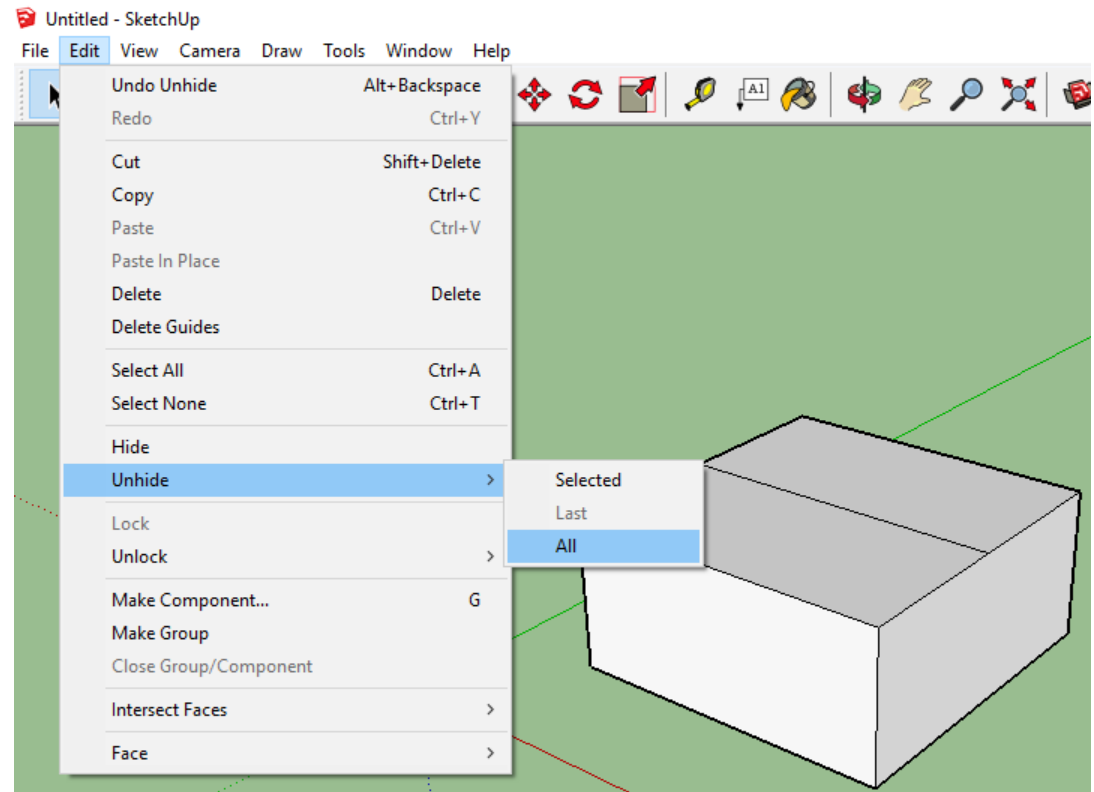 Untitled - SketchUp
File Edit View Camera Draw Tools Window Help
A1
Undo Unhide Alt+Backspace
Redo Ctrl+Y
Cut Shift+Delete
Copy Ctrl+C
Paste Ctrl+V
Paste In Place
Delete Delete
Delete Guides
Select All Ctrl+A
Select None Ctrl+T
Hide
Unhide
Selected
Last
All
Lock
Unlock
Make Component... G
Make Group
Close Group/Component
Intersect Faces
Face